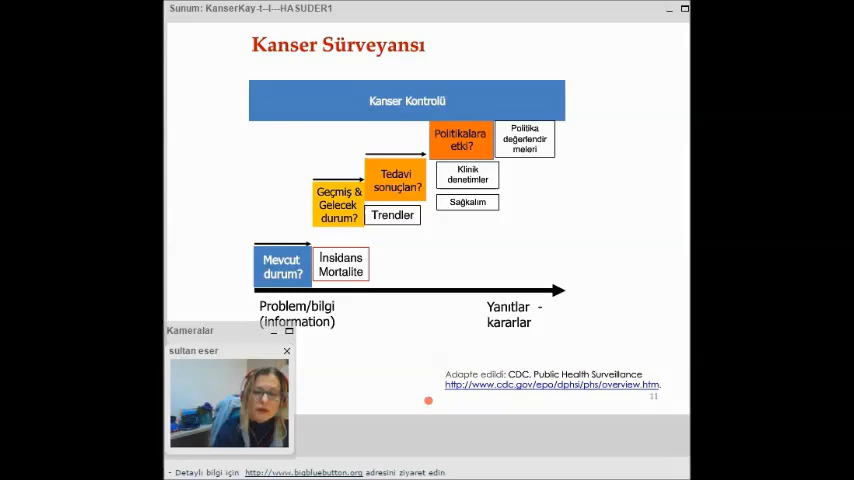 Sunum: KanserKay-t--l---HASUDER1
Kanser Sürveyansı
Kanser Kontrolü
Politikalara
etki?
Politika
değerlendir
meleri
Tedavi
sonuçları?
Klinik
denetimler
Sağkalım
Geçmiş &
Gelecek
durum?
Trendler
Mevcut
durum?
İnsidans
Mortalite
Problem/bilgi
(information)
Yanıtlar -
kararlar
Kameralar
sultan eser
Adapte edildi: CDC. Public Health Surveillance
http://www.cdc.gov/epo/dphsi/phs/overview.htm.
11
- Detaylı bilgi için http://www.bigbluebutton.org adresini ziyaret edin